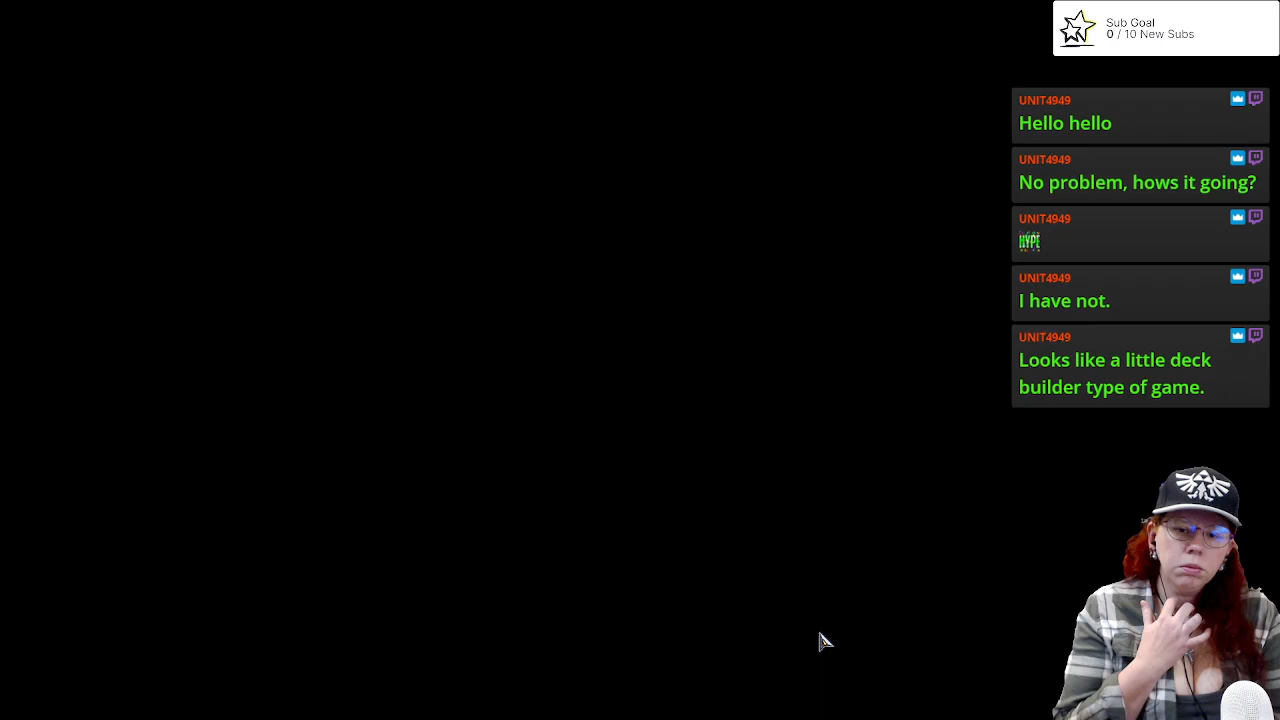 Sub Goal
0 / 10 New Subs
UNIT4949
Hello hello
UNIT4949
No problem, hows it going?
UNIT4949
HYPE
UNIT4949
I have not.
UNIT4949
Looks like a little deck
builder type of game.